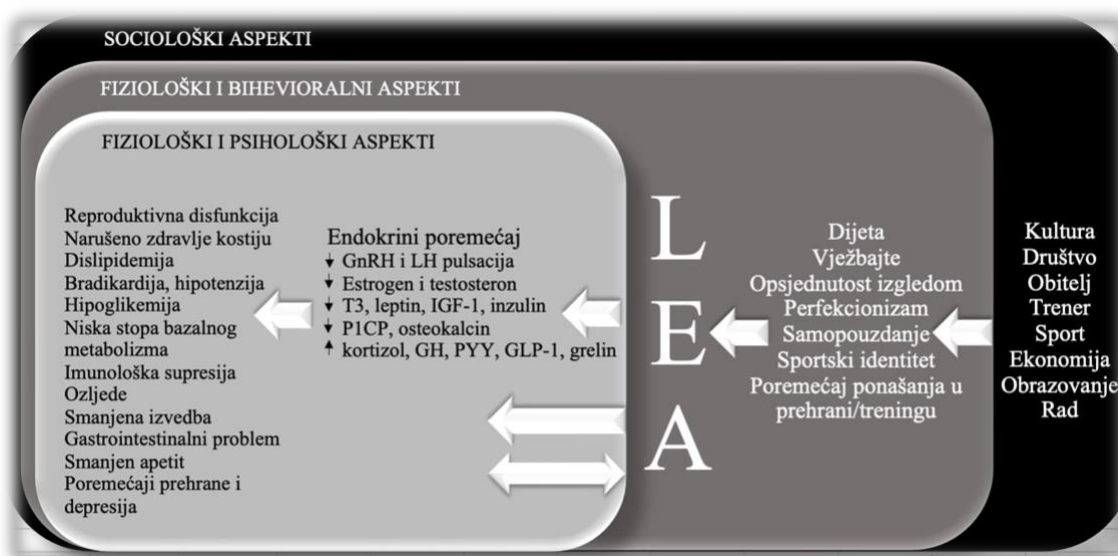 SOCIOLOŠKI ASPEKTI
FIZIOLOŠKI I BIHEVIORALNI ASPEKTI
FIZIOLOŠKI I PSIHOLOŠKI ASPEKTI
Reproduktivna disfunkcija
Narušeno zdravlje kostiju
Dislipidemija
Bradikardija, hipotenzija
Hipoglikemija
Niska stopa bazalnog
metabolizma
Imunološka supresija
Ozljede
Smanjena izvedba
Gastrointestinalni problem
Smanjen apetit
Poremećaji prehrane i
depresija
Endokrini poremećaj
↓ GnRH i LH pulsacija
↓ Estrogen i testosteron
↓ T3, leptin, IGF-1, inzulin
↓ P1CP, osteokalcin
↑ kortizol, GH, PYY, GLP-1, grelin
L
E
A
Dijeta
Vježbajte
Opsjednutost izgledom
Perfekcionizam
Samopouzdanje
Sportski identitet
Poremećaj ponašanja u
prehrani/treningu
Kultura
Društvo
Obitelj
Trener
Sport
Ekonomija
Obrazovanje
Rad